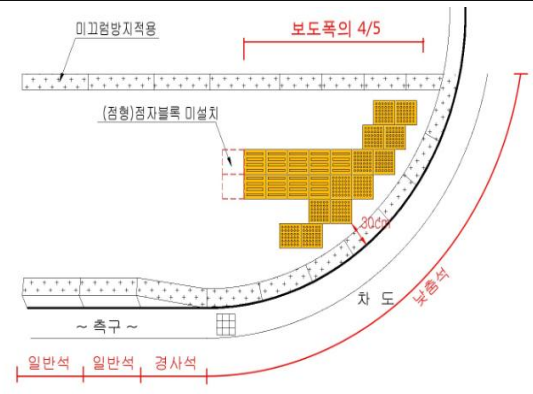 미끄럼방지적용
보도폭의 4/5
(점형)점자블록 미설치
30cm
차 도
낮춤석
~ 측구 ~
일반석 일반석 경사석